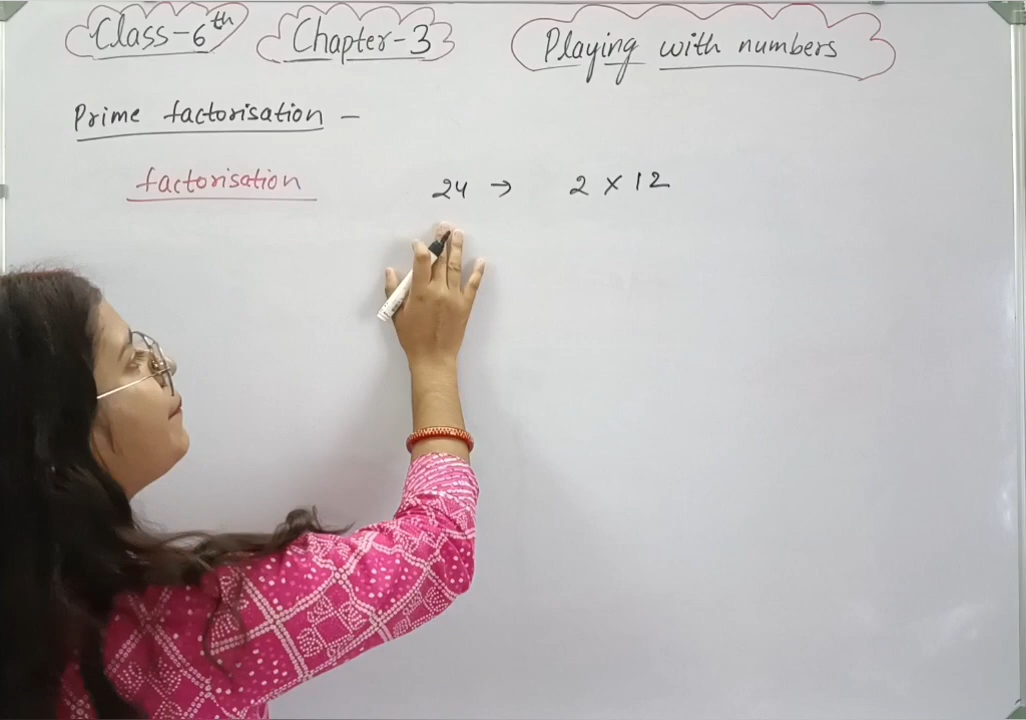 Class-6th Chapter-3 Playing with numbers
Prime factorisation -
factorisation 24 → 2 × 12